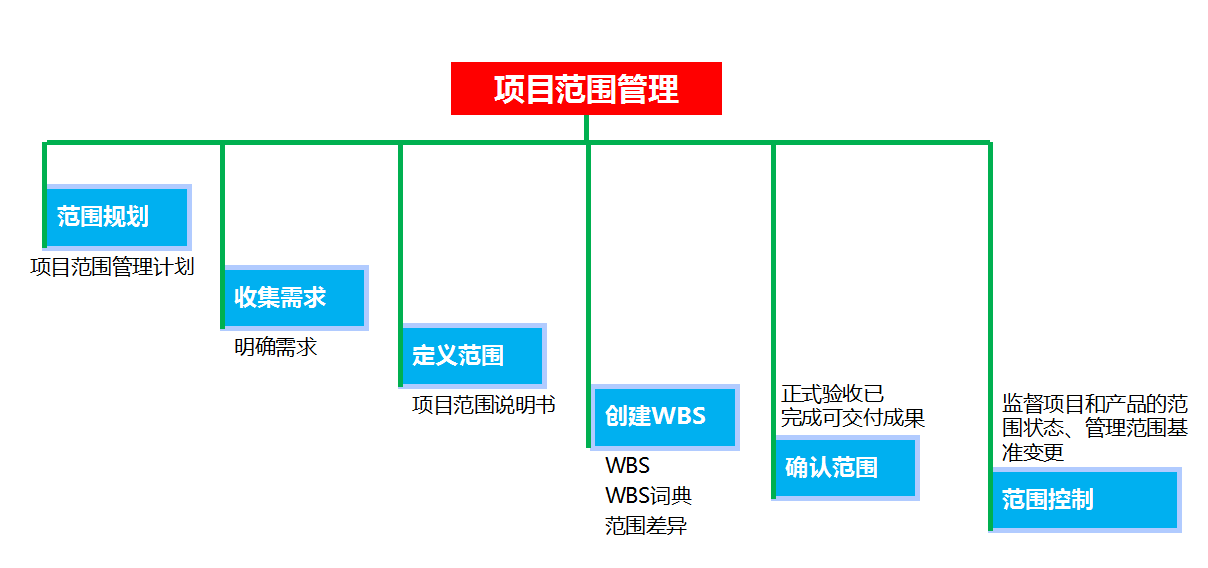 项目范围管理
范围规划
项目范围管理计划
收集需求
明确需求
定义范围
项目范围说明书
创建WBS
WBS
WBS词典
范围差异
正式验收已
完成可交付成果
确认范围
监督项目和产品的范
围状态、管理范围基
准变更
范围控制